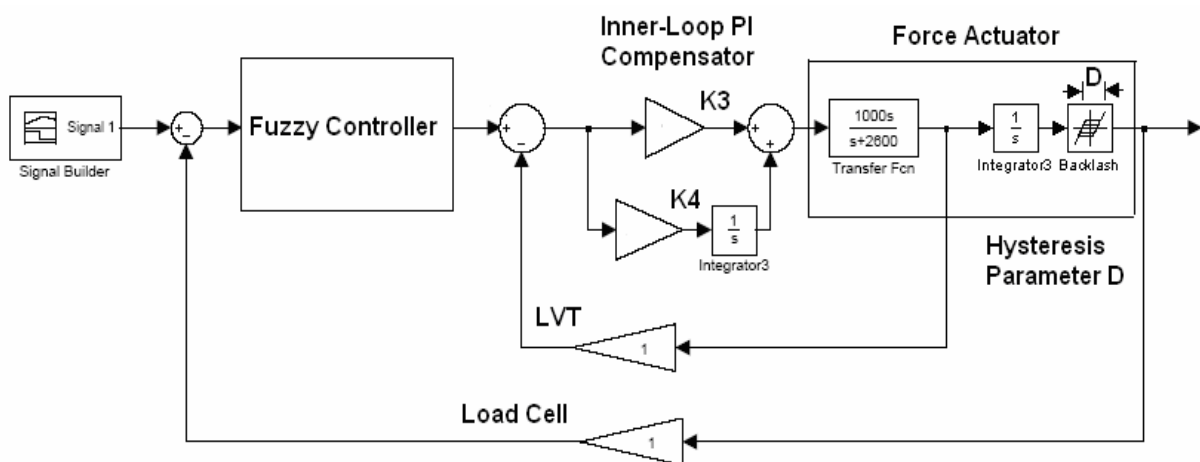 Inner-Loop PI
Compensator
Force Actuator
D
K3
Signal 1
Signal Builder
+
−
Fuzzy Controller
+
−
+
+
1000s
s+2600
Transfer Fcn
1
s
Integrator3
Backlash
K4
1
s
Integrator3
Hysteresis
Parameter D
LVT
1
Load Cell
1